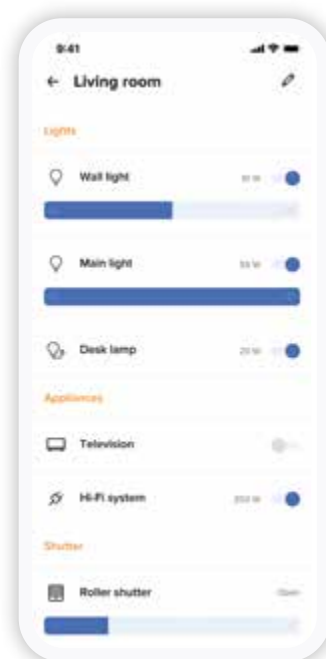 9:41
Living room
Lights
Wall light
Main light
Desk lamp 20 W
Appliances
Television
Hi-Fi system
Shutter
Roller shutter Open